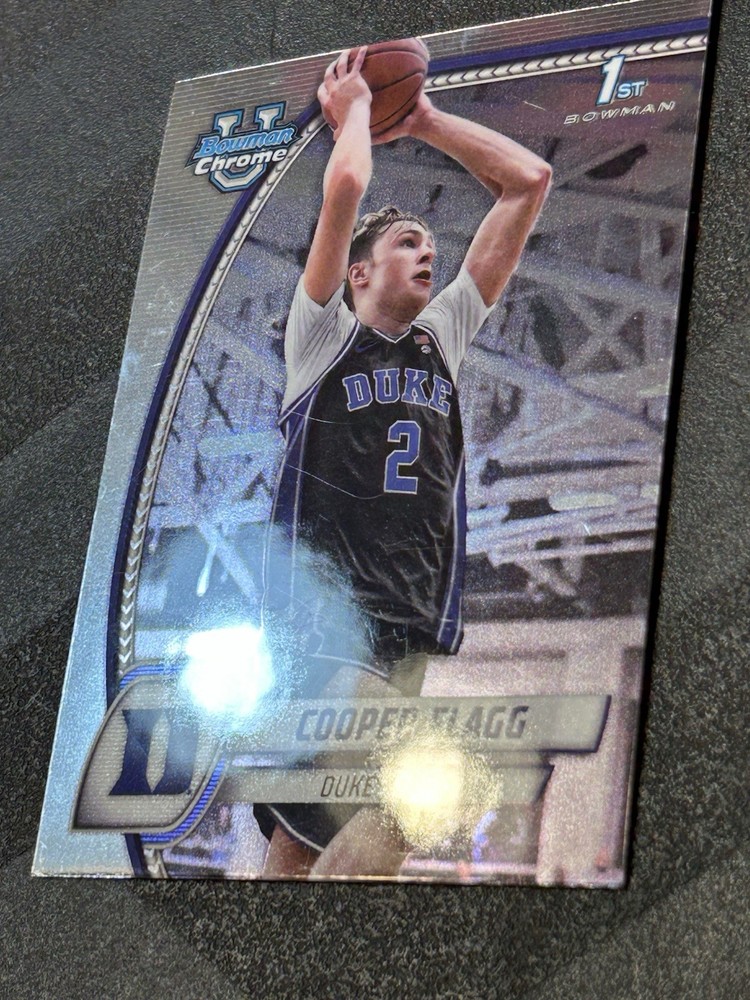 U
Bowman
Chrome
1ST
BOWMAN
DUKE
2
D
COOPER FLAGG
DUKE